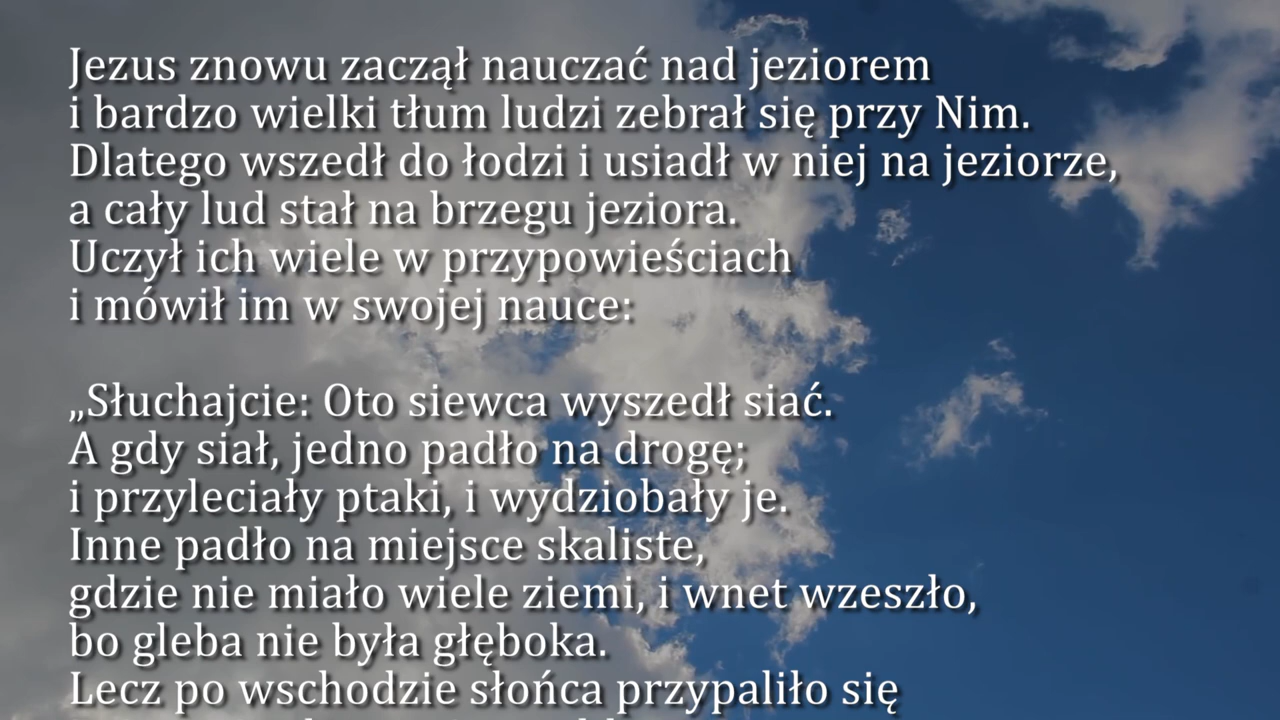 Jezus znowu zaczął nauczać nad jeziorem
i bardzo wielki tłum ludzi zebrał się przy Nim.
Dlatego wszedł do łodzi i usiadł w niej na jeziorze,
a cały lud stał na brzegu jeziora.
Uczył ich wiele w przypowieściach
i mówił im w swojej nauce:
„Słuchajcie: Oto siewca wyszedł siać.
A gdy siał, jedno padło na drogę;
i przyleciały ptaki, i wydziobały je.
Inne padło na miejsce skaliste,
gdzie nie miało wiele ziemi, i wnet wzeszło,
bo gleba nie była głęboka.
Lecz po wschodzie słońca przypaliło się